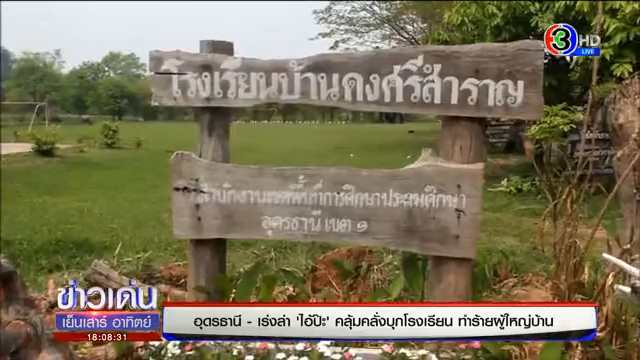 3 HD
LIVE
โรงเรียนบ้านดงศรีสำราญ
สำนักงานเขตพื้นที่การศึกษาประถมศึกษา
อุดรธานี เขต ๑
ข่าวเด่น
เย็นเสาร์ อาทิตย์
18:08:31
อุดรธานี - เร่งล่า 'ไอ้ป๊ะ' คลุ้มคลั่งบุกโรงเรียน ทำร้ายผู้ใหญ่บ้าน